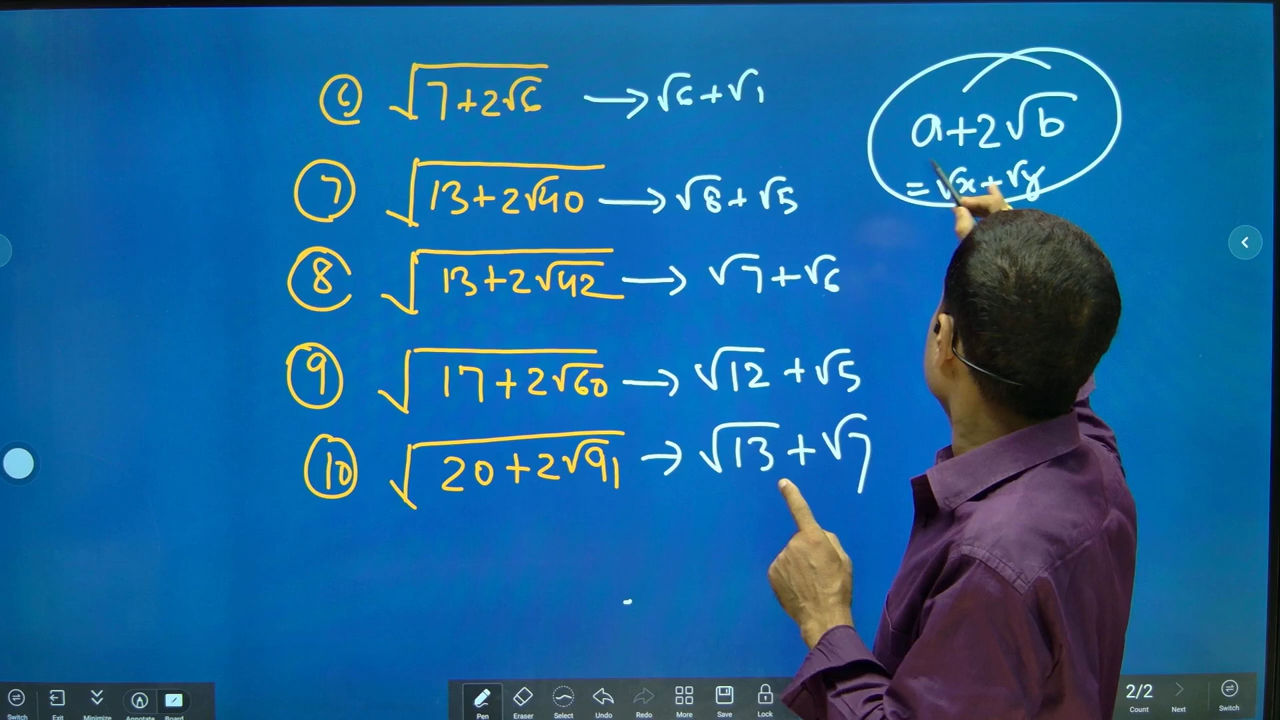 ⑥ √(7+2√6) → √6+√1
⑦ √(13+2√40) → √8+√5
⑧ √(13+2√42) → √7+√6
⑨ √(17+2√60) → √12+√5
⑩ √(20+2√91) → √13+√7
a+2√b
=√x+√y
Switch Exit Minimize Annotate Board
Pen Eraser Select Undo Redo More Save Lock
2/2
Count Next Switch